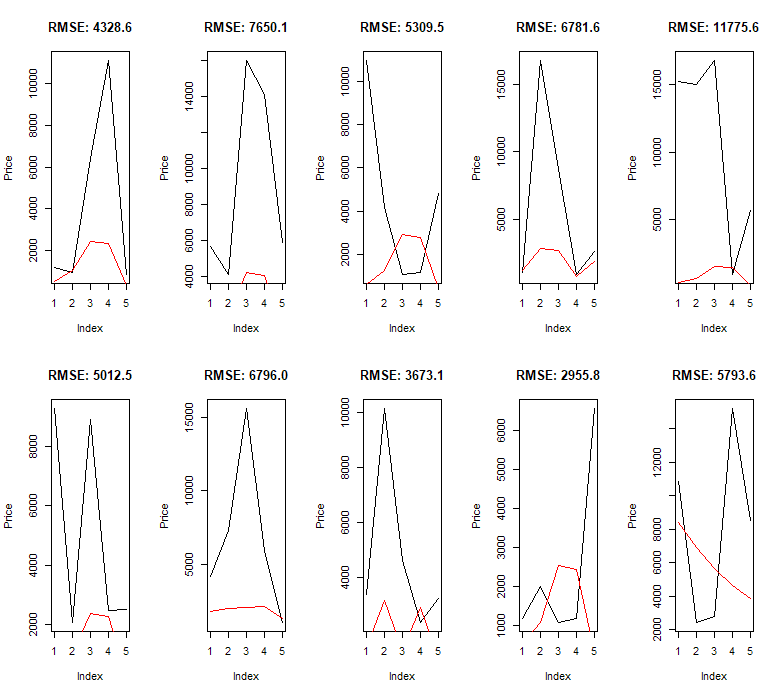 RMSE: 4328.6
RMSE: 7650.1
RMSE: 5309.5
RMSE: 6781.6
RMSE: 11775.6
Price
2000
4000
6000
8000
10000
1 2 3 4 5
Index
Price
4000
6000
8000
10000
14000
1 2 3 4 5
Index
Price
2000
4000
6000
8000
10000
1 2 3 4 5
Index
Price
5000
10000
15000
1 2 3 4 5
Index
Price
5000
10000
15000
1 2 3 4 5
Index
RMSE: 5012.5
RMSE: 6796.0
RMSE: 3673.1
RMSE: 2955.8
RMSE: 5793.6
Price
2000
4000
6000
8000
1 2 3 4 5
Index
Price
5000
10000
15000
1 2 3 4 5
Index
Price
4000
6000
8000
10000
1 2 3 4 5
Index
Price
1000
2000
3000
4000
5000
6000
1 2 3 4 5
Index
Price
2000
4000
6000
8000
12000
1 2 3 4 5
Index